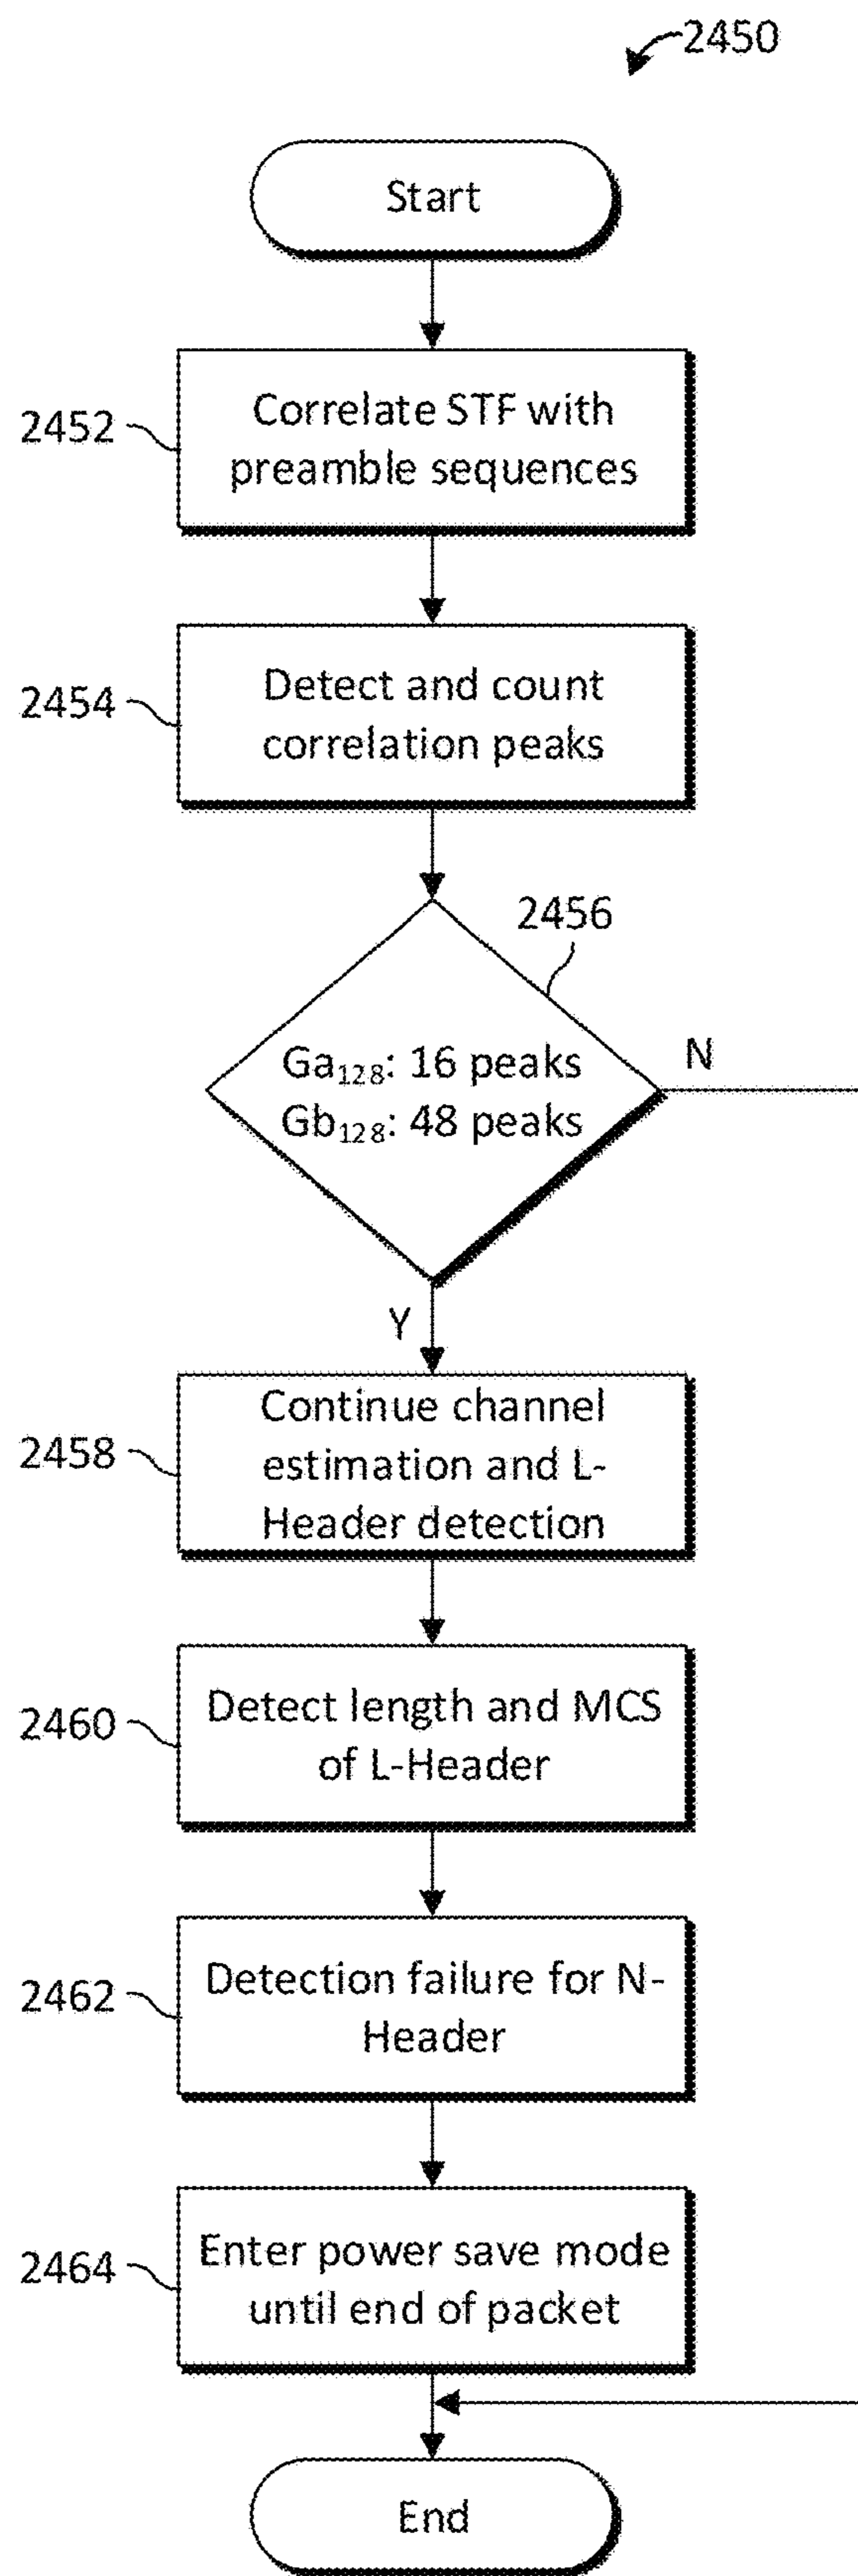 2450
Start
2452
Correlate STF with
preamble sequences
2454
Detect and count
correlation peaks
2456
Ga₁₂₈: 16 peaks
Gb₁₂₈: 48 peaks
N
Y
2458
Continue channel
estimation and L-
Header detection
2460
Detect length and MCS
of L-Header
2462
Detection failure for N-
Header
2464
Enter power save mode
until end of packet
End